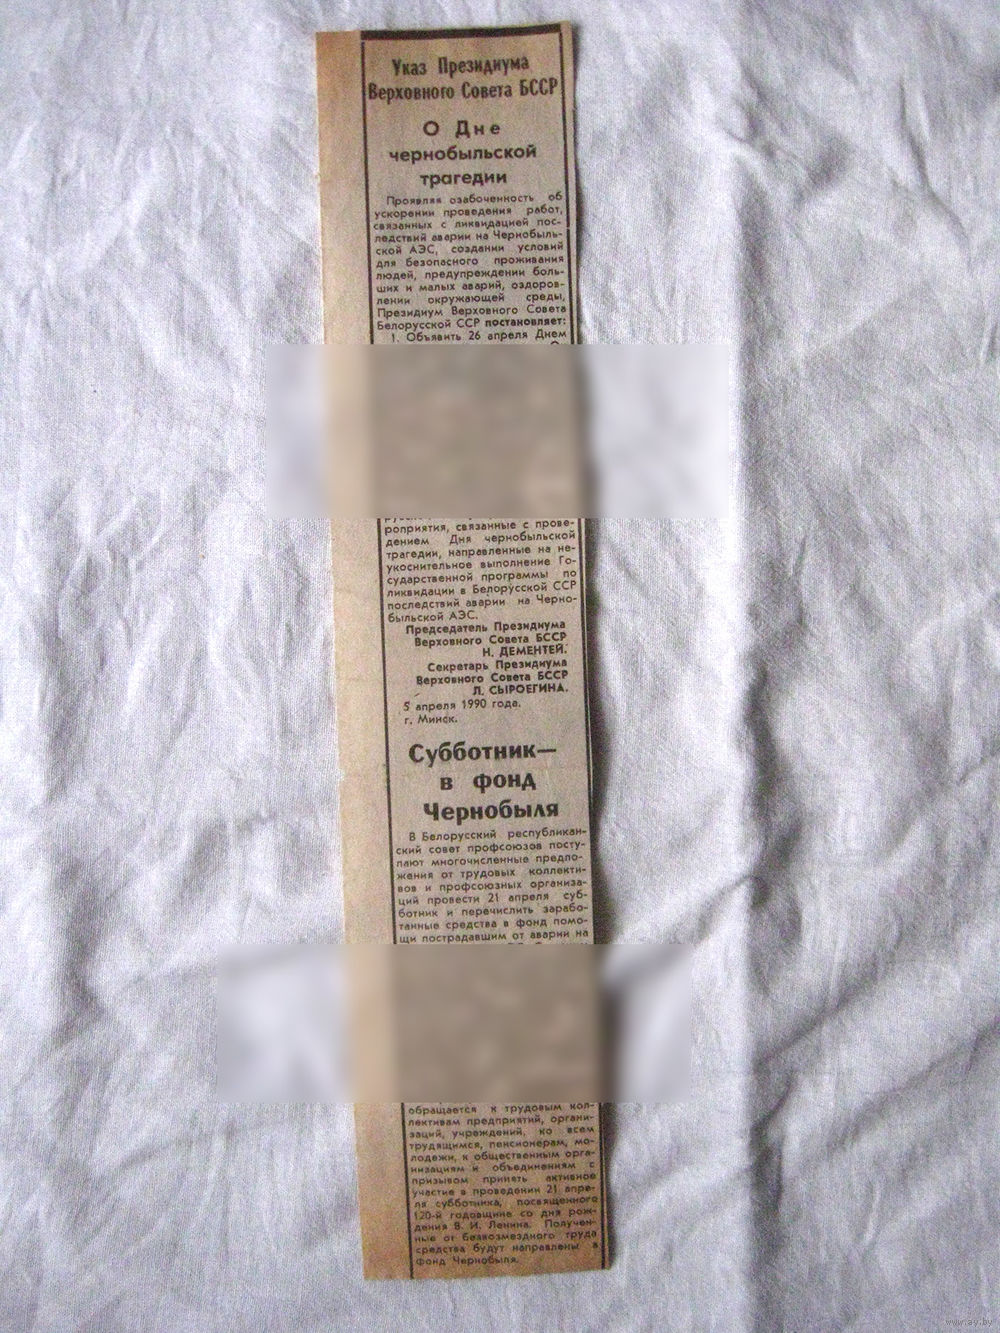 Указ Президиума
Верховного Совета БССР
О Дне
чернобыльской
трагедии
Проявляя озабоченность об
ускорении проведения работ,
связанных с ликвидацией пос-
ледствий аварии на Чернобыль-
ской АЭС, создании условий
для безопасного проживания
людей, предупреждении боль-
ших и малых аварий, оздоров-
лении окружающей среды,
Президиум Верховного Совета
Белорусской ССР постановляет:
1. Объявить 26 апреля Днем
роприятия, связанные с прове-
дением Дня чернобыльской
трагедии, направленные на не-
укоснительное выполнение Го-
сударственной программы по
ликвидации в Белорусской ССР
последствий аварии на Черно-
быльской АЭС.
Председатель Президиума
Верховного Совета БССР
Н. ДЕМЕНТЕЙ.
Секретарь Президиума
Верховного Совета БССР
Л. СЫРОЕГИНА.
5 апреля 1990 года.
г. Минск.
Субботник—
в фонд
Чернобыля
В Белорусский республикан-
ский совет профсоюзов посту-
пают многочисленные предло-
жения от трудовых коллекти-
вов и профсоюзных организа-
ций провести 21 апреля суб-
ботник и перечислить зарабо-
танные средства в фонд помо-
щи пострадавшим от аварии на
обращается к трудовым кол-
лективам предприятий, органи-
заций, учреждений, ко всем
трудящимся, пенсионерам, мо-
лодежи, к общественным орга-
низациям и объединениям с
призывом принять активное
участие в проведении 21 апре-
ля субботника, посвященного
120-й годовщине со дня рож-
дения В. И. Ленина. Получен-
ные от безвозмездного труда
средства будут направлены в
фонд Чернобыля.
www.ay.by